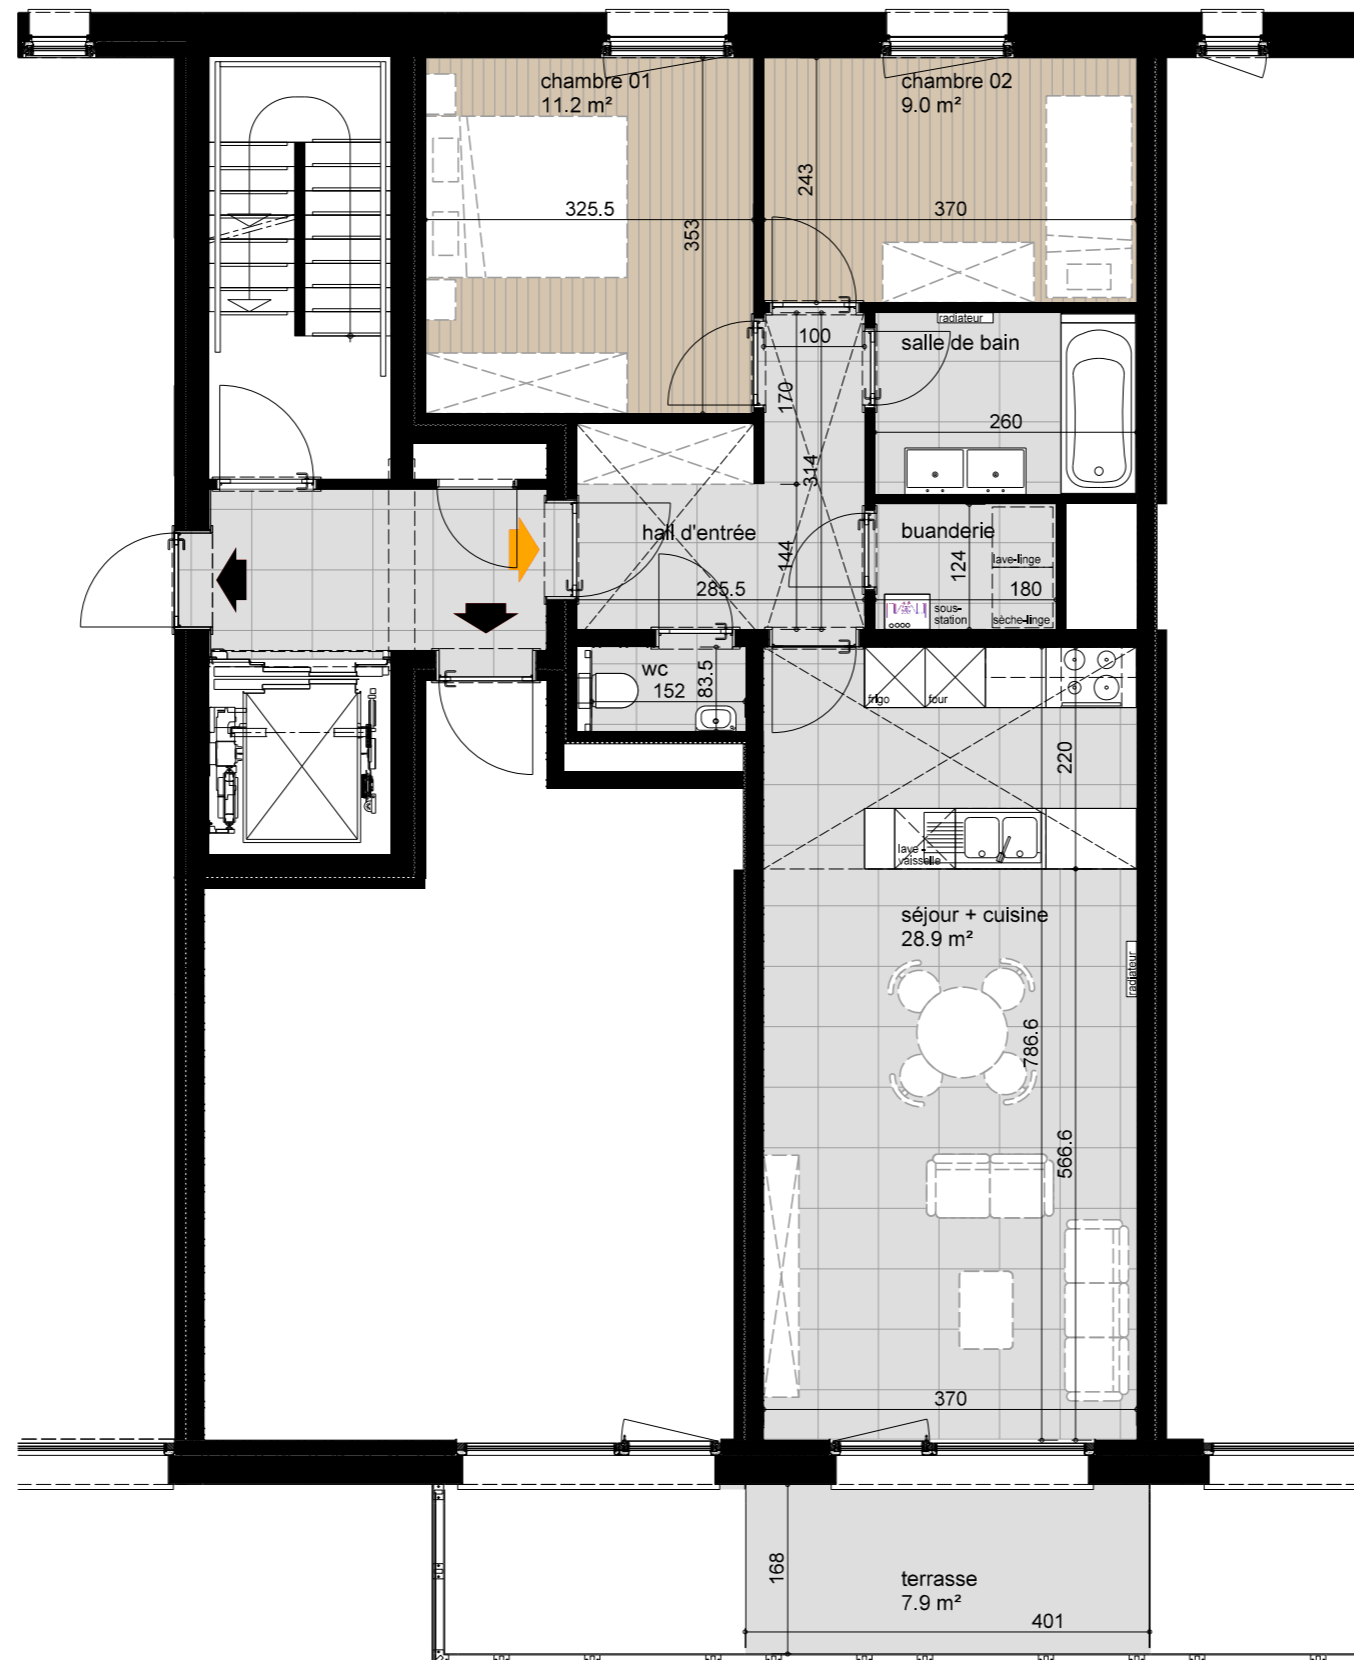 chambre 01
11.2 m²
chambre 02
9.0 m²
243
325.5
353
370
radiateur
100
salle de bain
170
260
314
hall d'entrée
buanderie
144
124
lave-linge
285.5
180
sous-
station
sèche-linge
wc
152
83.5
frigo
four
220
lave -
vaisselle
séjour + cuisine
28.9 m²
radiateur
786.6
566.6
370
168
terrasse
7.9 m²
401